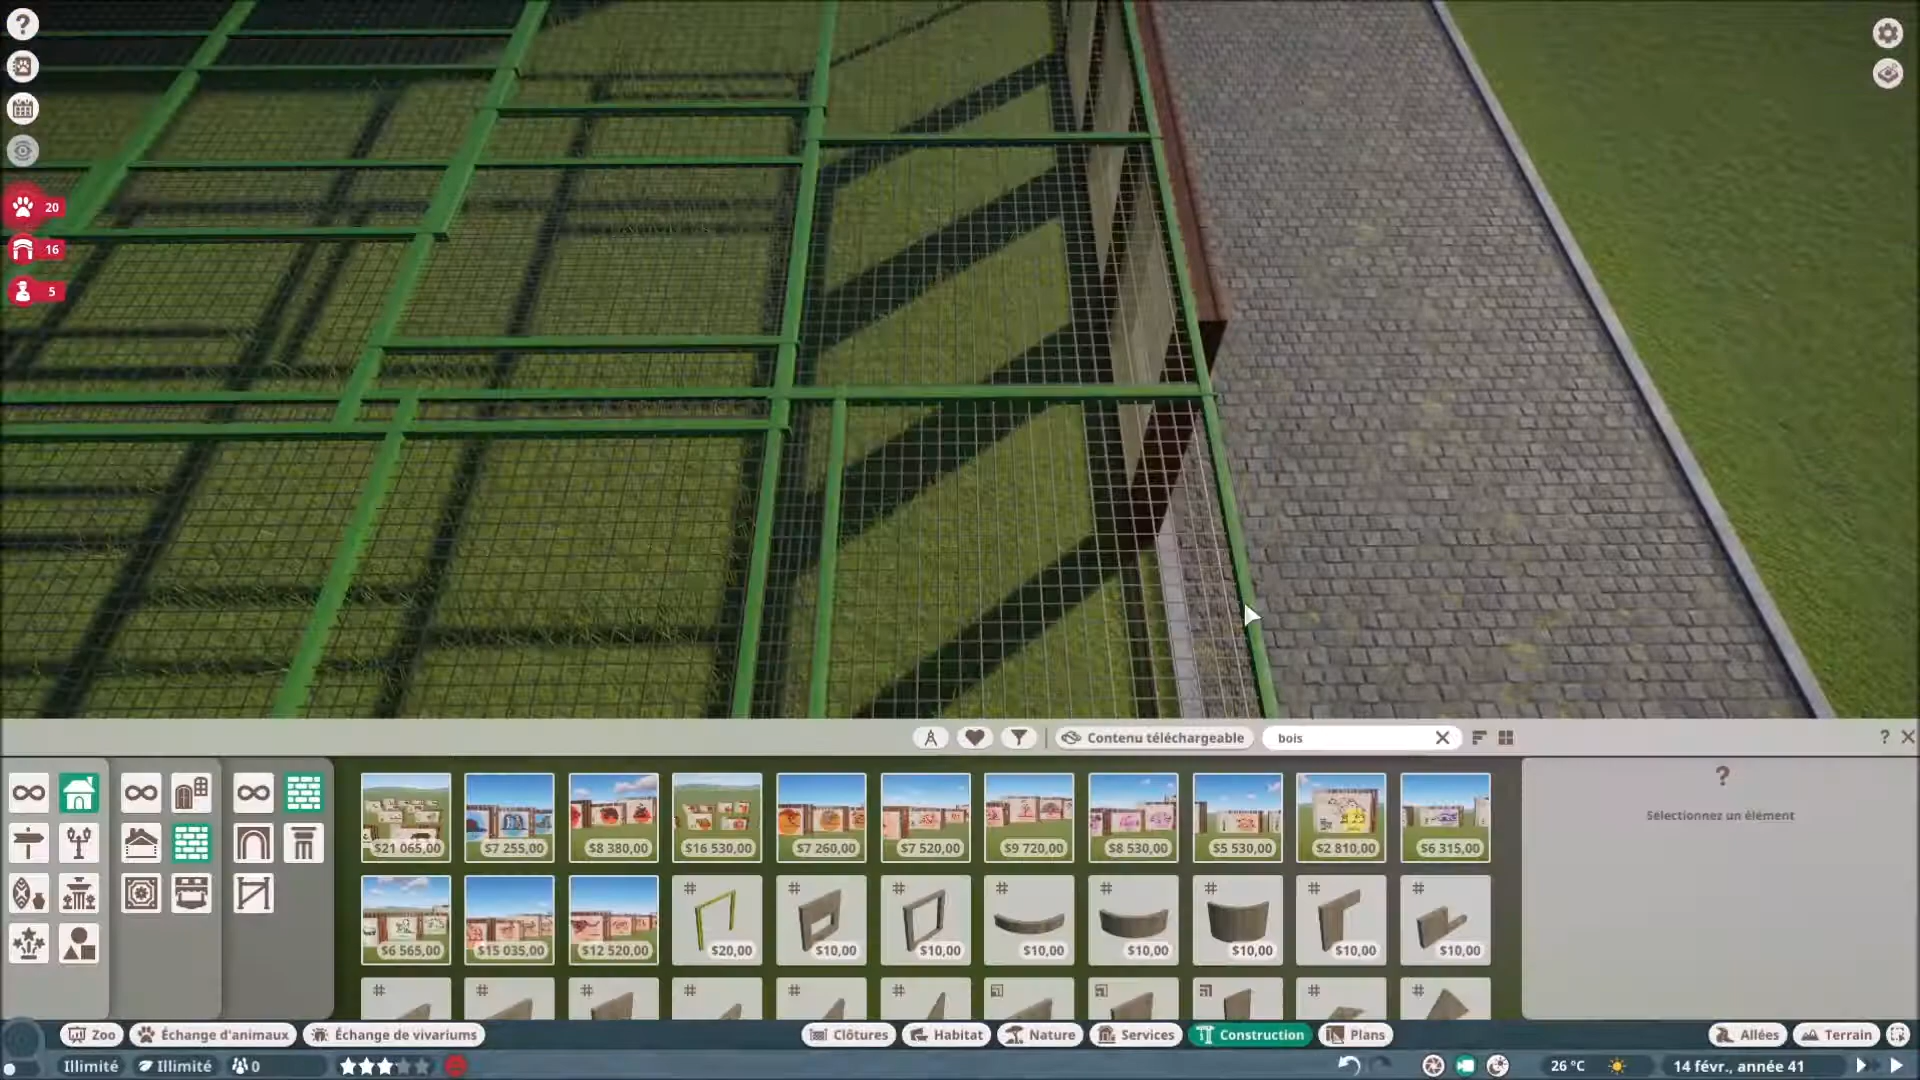 ?
20
16
5
Contenu téléchargeable
bois
?
?
Sélectionnez un élément
$21 065,00
$7 255,00
$8 380,00
$16 530,00
$7 260,00
$7 520,00
$9 720,00
$8 530,00
$5 530,00
$2 810,00
$6 315,00
$6 565,00
$15 035,00
$12 520,00
$20,00
$10,00
$10,00
$10,00
$10,00
$10,00
$10,00
$10,00
Zoo
Échange d'animaux
Échange de vivariums
Clôtures
Habitat
Nature
Services
Construction
Plans
Allées
Terrain
Illimité
Illimité
0
26 °C
14 févr., année 41